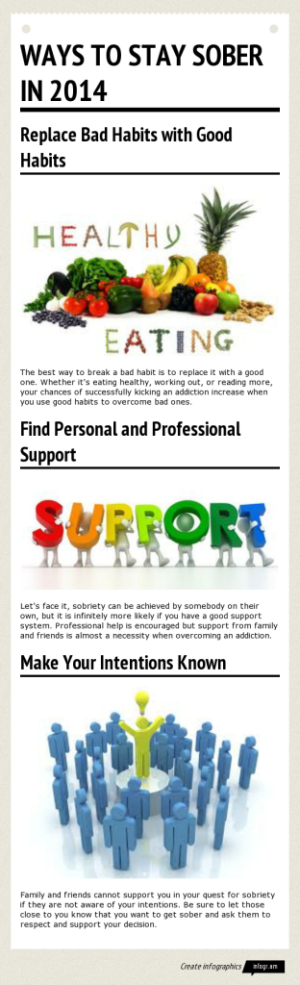 WAYS TO STAY SOBER
IN 2014
Replace Bad Habits with Good
Habits
HEALTHY
EATING
The best way to break a bad habit is to replace it with a good
one. Whether it's eating healthy, working out, or reading more,
your chances of successfully kicking an addiction increase when
you use good habits to overcome bad ones.
Find Personal and Professional
Support
SUPPORT
Let's face it, sobriety can be achieved by somebody on their
own, but it is infinitely more likely if you have a good support
system. Professional help is encouraged but support from family
and friends is almost a necessity when overcoming an addiction.
Make Your Intentions Known
Family and friends cannot support you in your quest for sobriety
if they are not aware of your intentions. Be sure to let those
close to you know that you want to get sober and ask them to
respect and support your decision.
Create infographics infogr.am